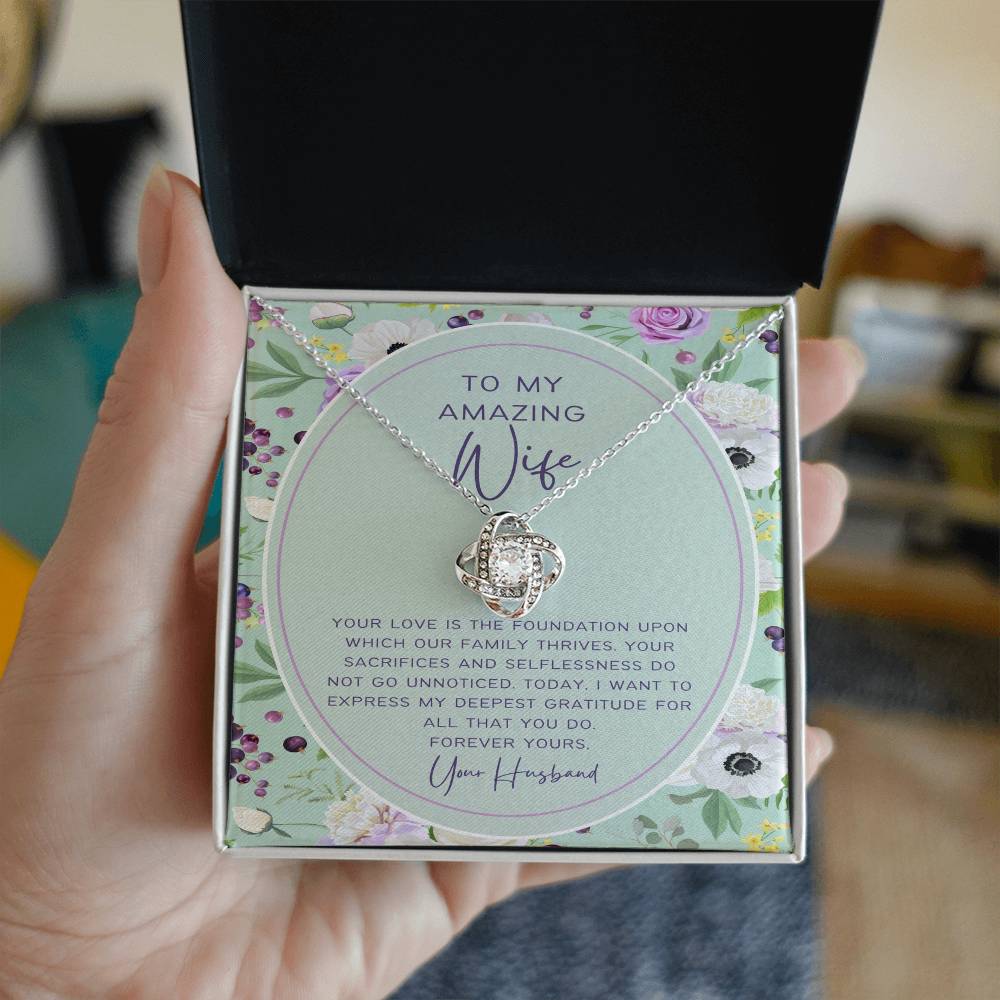 TO MY
AMAZING
Wife
YOUR LOVE IS THE FOUNDATION UPON
WHICH OUR FAMILY THRIVES. YOUR
SACRIFICES AND SELFLESSNESS DO
NOT GO UNNOTICED. TODAY, I WANT TO
EXPRESS MY DEEPEST GRATITUDE FOR
ALL THAT YOU DO.
FOREVER YOURS,
Your Husband